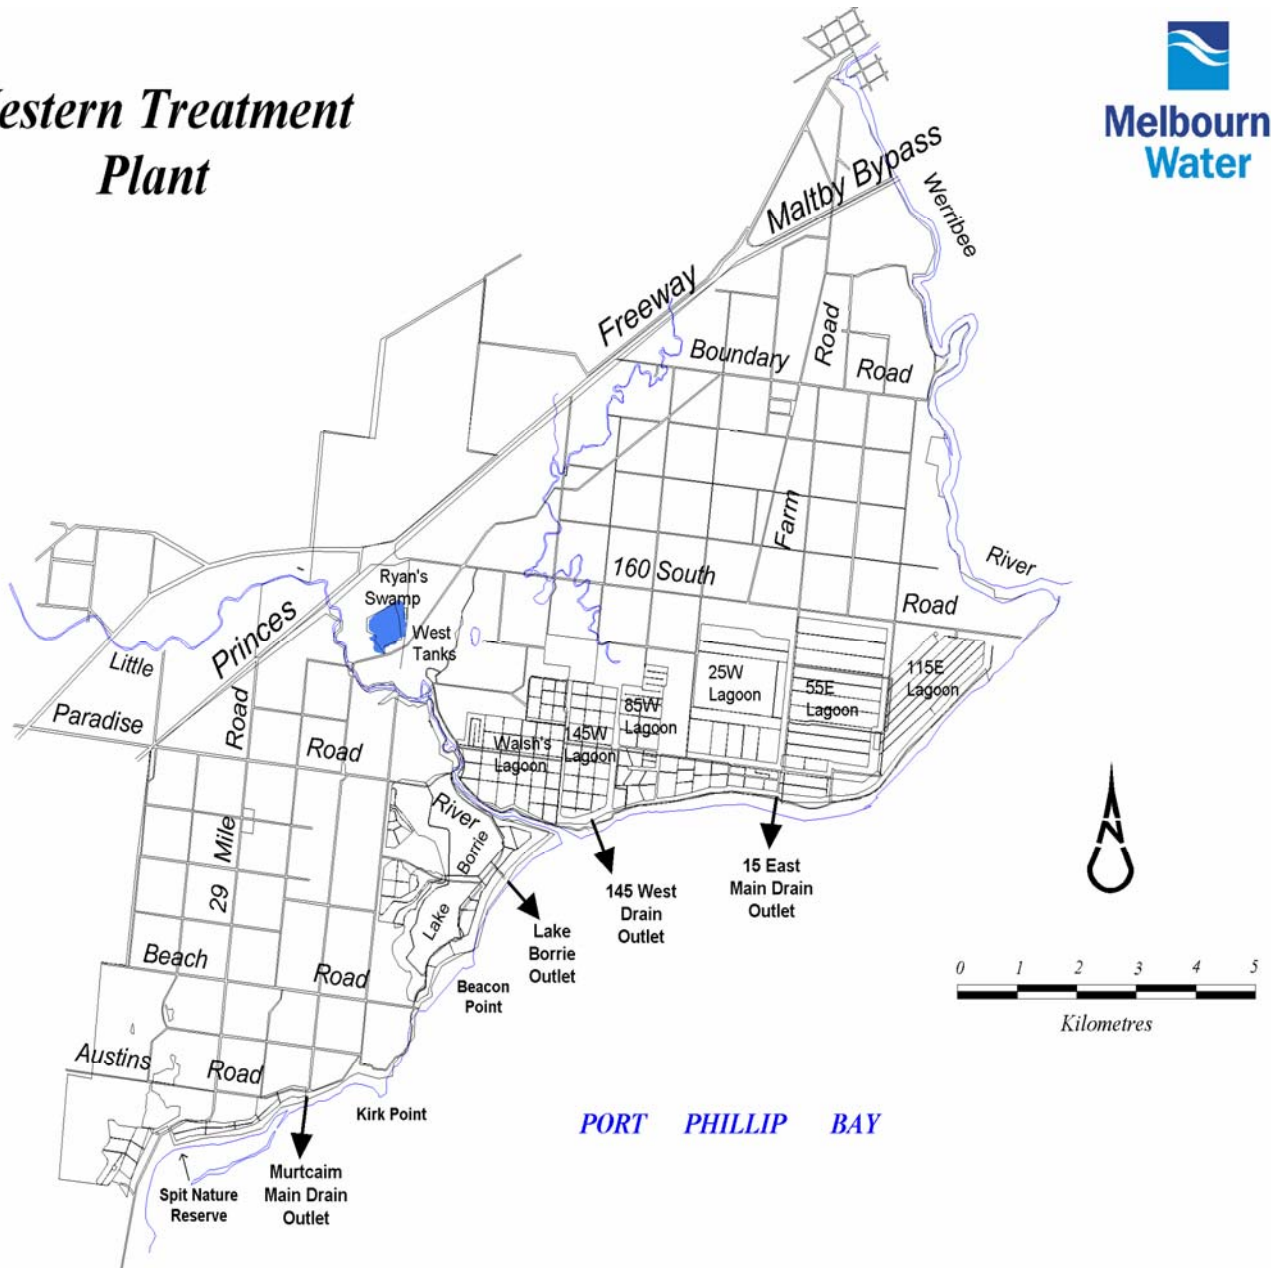 estern Treatment
Plant
Melbourn
Water
Maltby Bypass
Werribee
Freeway
Boundary
Road
Road
Farm
160 South
Road
River
Ryan's
Swamp
West
Tanks
Princes
Little
Paradise
Road
Road
25W
Lagoon
55E
Lagoon
115E
Lagoon
85W
Lagoon
145W
Lagoon
Walsh's
Lagoon
River
Borrie
Lake
29
Mile
15 East
Main Drain
Outlet
145 West
Drain
Outlet
Lake
Borrie
Outlet
Beacon
Point
Beach
Road
Austins
Road
Kirk Point
Murtcaim
Main Drain
Outlet
Spit Nature
Reserve
PORT PHILLIP BAY
N
0 1 2 3 4 5
Kilometres